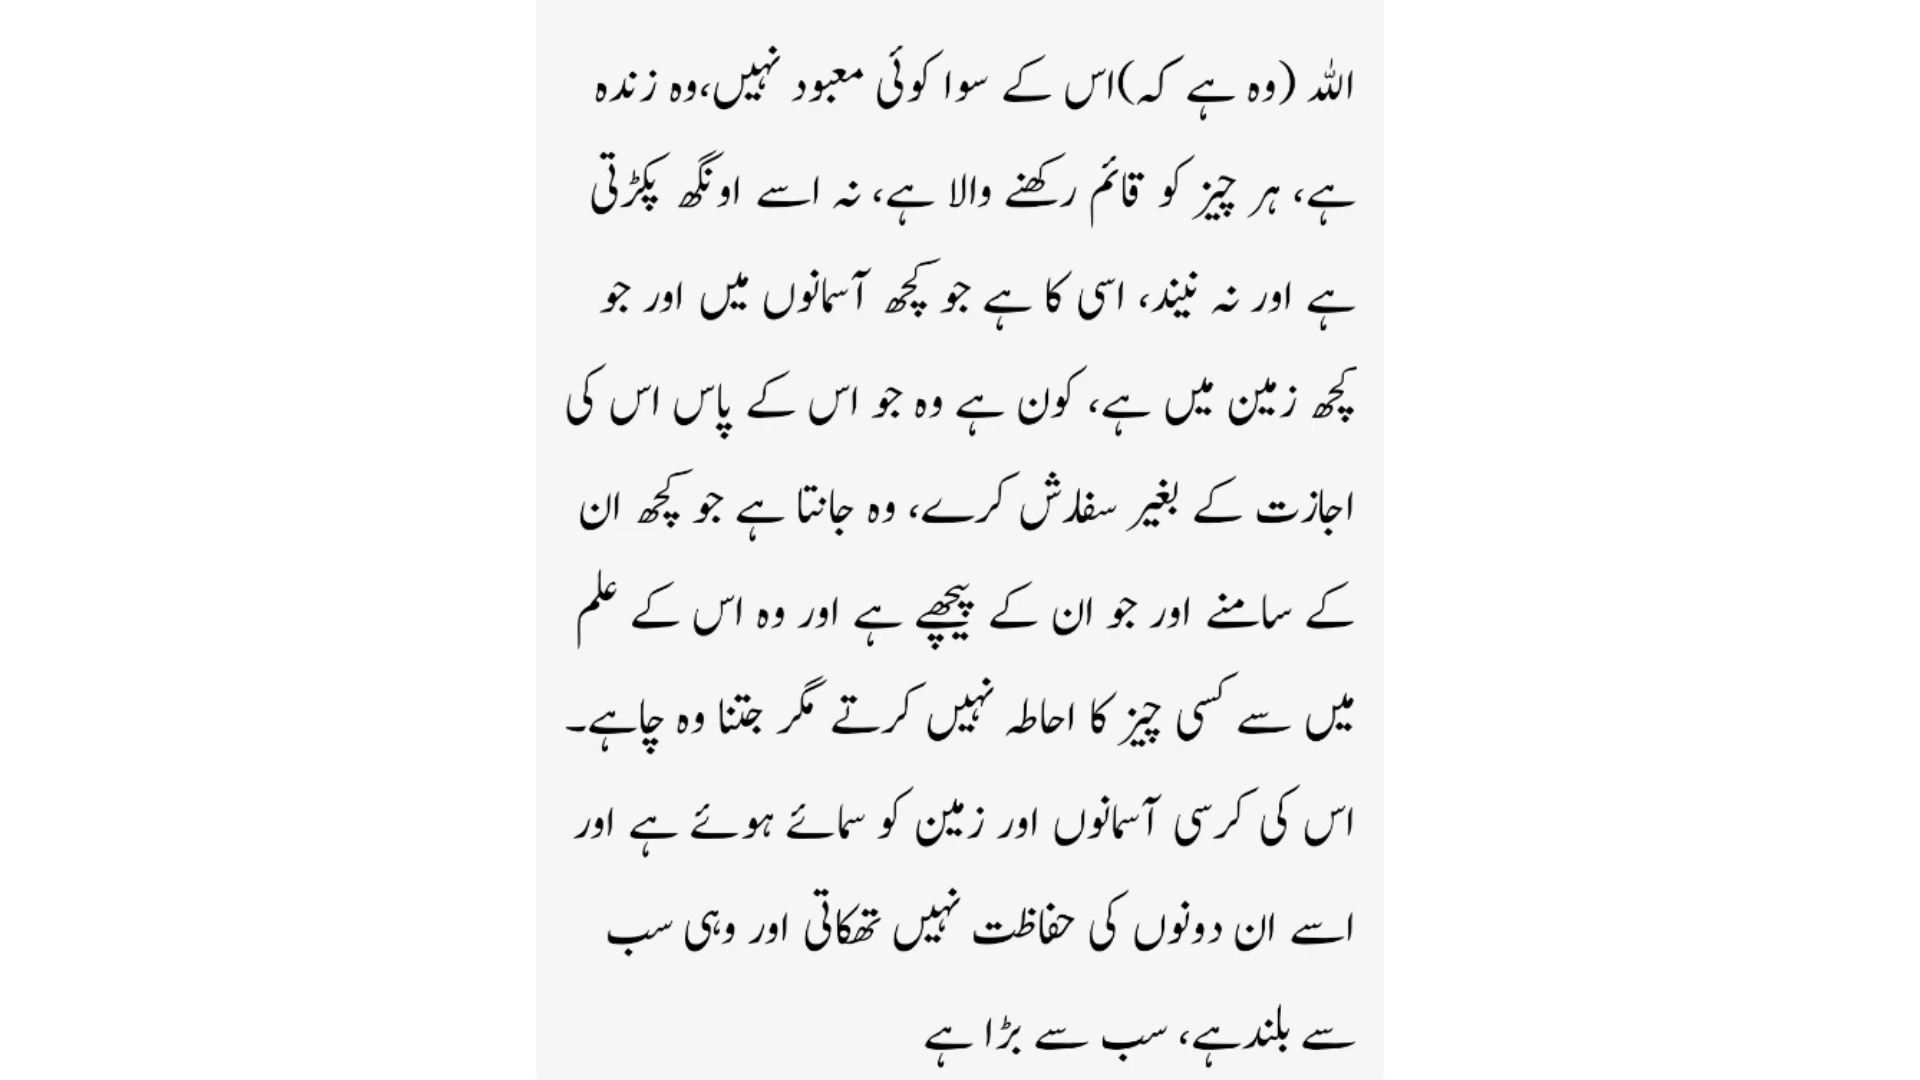 اللہ (وہ ہے کہ)اس کے سوا کوئی معبود نہیں،وہ زندہ
ہے، ہر چیز کو قائم رکھنے والا ہے، نہ اسے اونگھ پکڑتی
ہے اور نہ نیند، اسی کا ہے جو کچھ آسمانوں میں اور جو
کچھ زمین میں ہے، کون ہے وہ جو اس کے پاس اس کی
اجازت کے بغیر سفارش کرے، وہ جانتا ہے جو کچھ ان
کے سامنے اور جو ان کے پیچھے ہے اور وہ اس کے علم
میں سے کسی چیز کا احاطہ نہیں کرتے مگر جتنا وہ چاہے۔
اس کی کرسی آسمانوں اور زمین کو سمائے ہوئے ہے اور
اسے ان دونوں کی حفاظت نہیں تھکاتی اور وہی سب
سے بلندہے، سب سے بڑا ہے